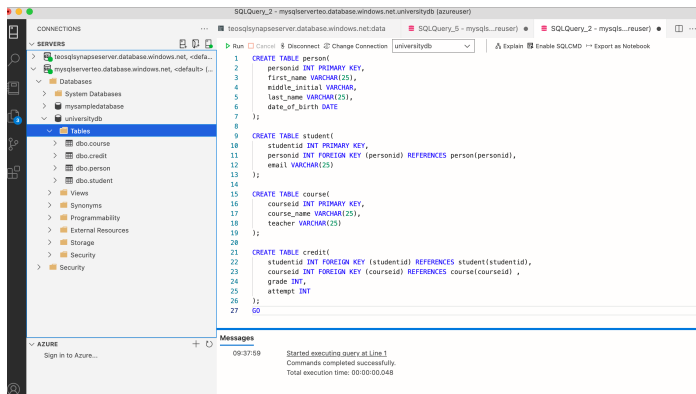 SQLQuery_2 - mysqlserverteo.database.windows.net.universitydb (azureuser)
CONNECTIONS
SERVERS
teosqlsynapseserver.database.windows.net, <defa...
mysqlserverteo.database.windows.net, <default> (...
Databases
System Databases
mysampledatabase
universitydb
Tables
dbo.course
dbo.credit
dbo.person
dbo.student
Views
Synonyms
Programmability
External Resources
Storage
Security
Security
AZURE
Sign in to Azure...
3
teosqlsynapseserver.database.windows.net:data
SQLQuery_5 - mysqls...reuser)
SQLQuery_2 - mysqls...reuser)
Run Cancel Disconnect Change Connection universitydb Explain Enable SQLCMD Export as Notebook
1 CREATE TABLE person(
2 personid INT PRIMARY KEY,
3 first_name VARCHAR(25),
4 middle_initial VARCHAR,
5 last_name VARCHAR(25),
6 date_of_birth DATE
7 );
8
9 CREATE TABLE student(
10 studentid INT PRIMARY KEY,
11 personid INT FOREIGN KEY (personid) REFERENCES person(personid),
12 email VARCHAR(25)
13 );
14
15 CREATE TABLE course(
16 courseid INT PRIMARY KEY,
17 course_name VARCHAR(25),
18 teacher VARCHAR(25)
19 );
20
21 CREATE TABLE credit(
22 studentid INT FOREIGN KEY (studentid) REFERENCES student(studentid),
23 courseid INT FOREIGN KEY (courseid) REFERENCES course(courseid) ,
24 grade INT,
25 attempt INT
26 );
27 GO
Messages
09:37:59 Started executing query at Line 1
Commands completed successfully.
Total execution time: 00:00:00.048